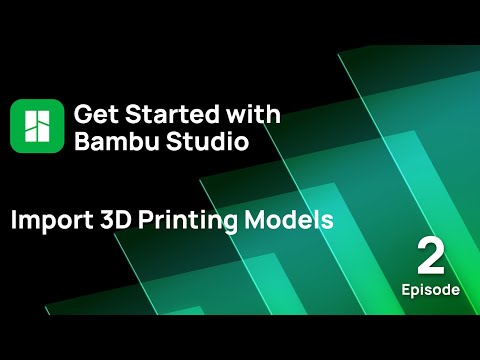 Get Started with
Bambu Studio
Import 3D Printing Models
2
Episode